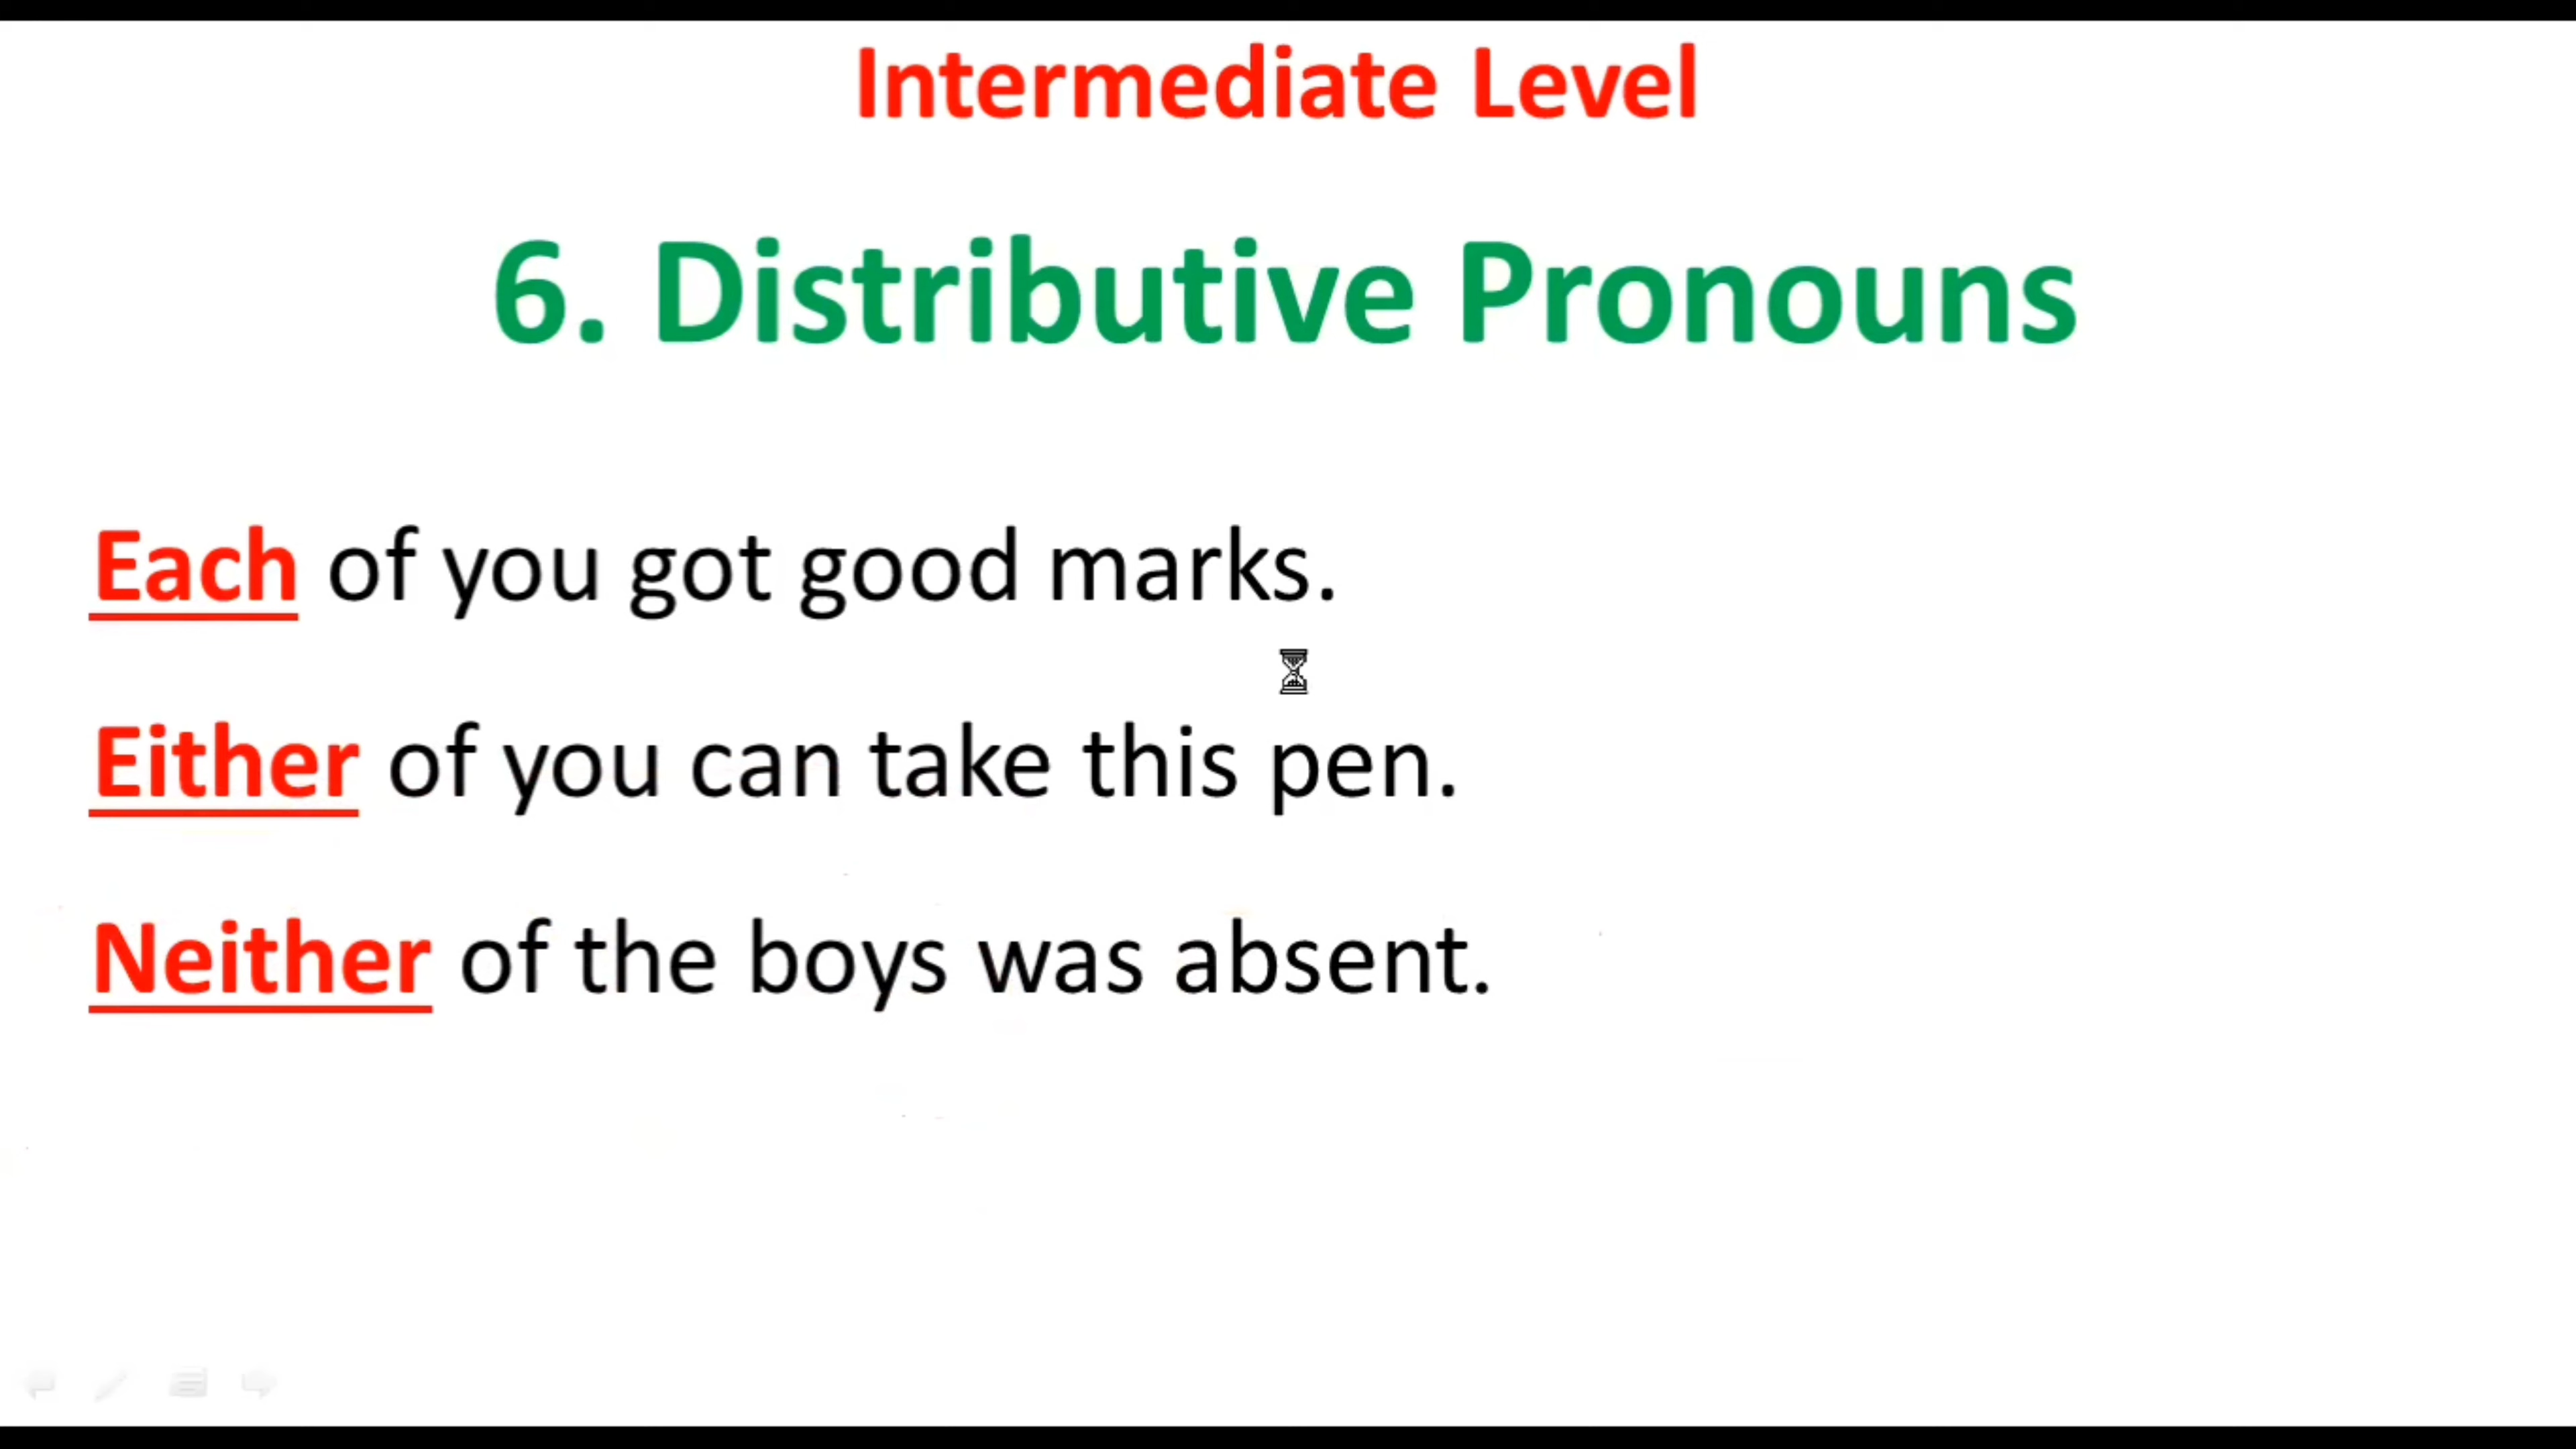 Intermediate Level
6. Distributive Pronouns
Each of you got good marks.
Either of you can take this pen.
Neither of the boys was absent.